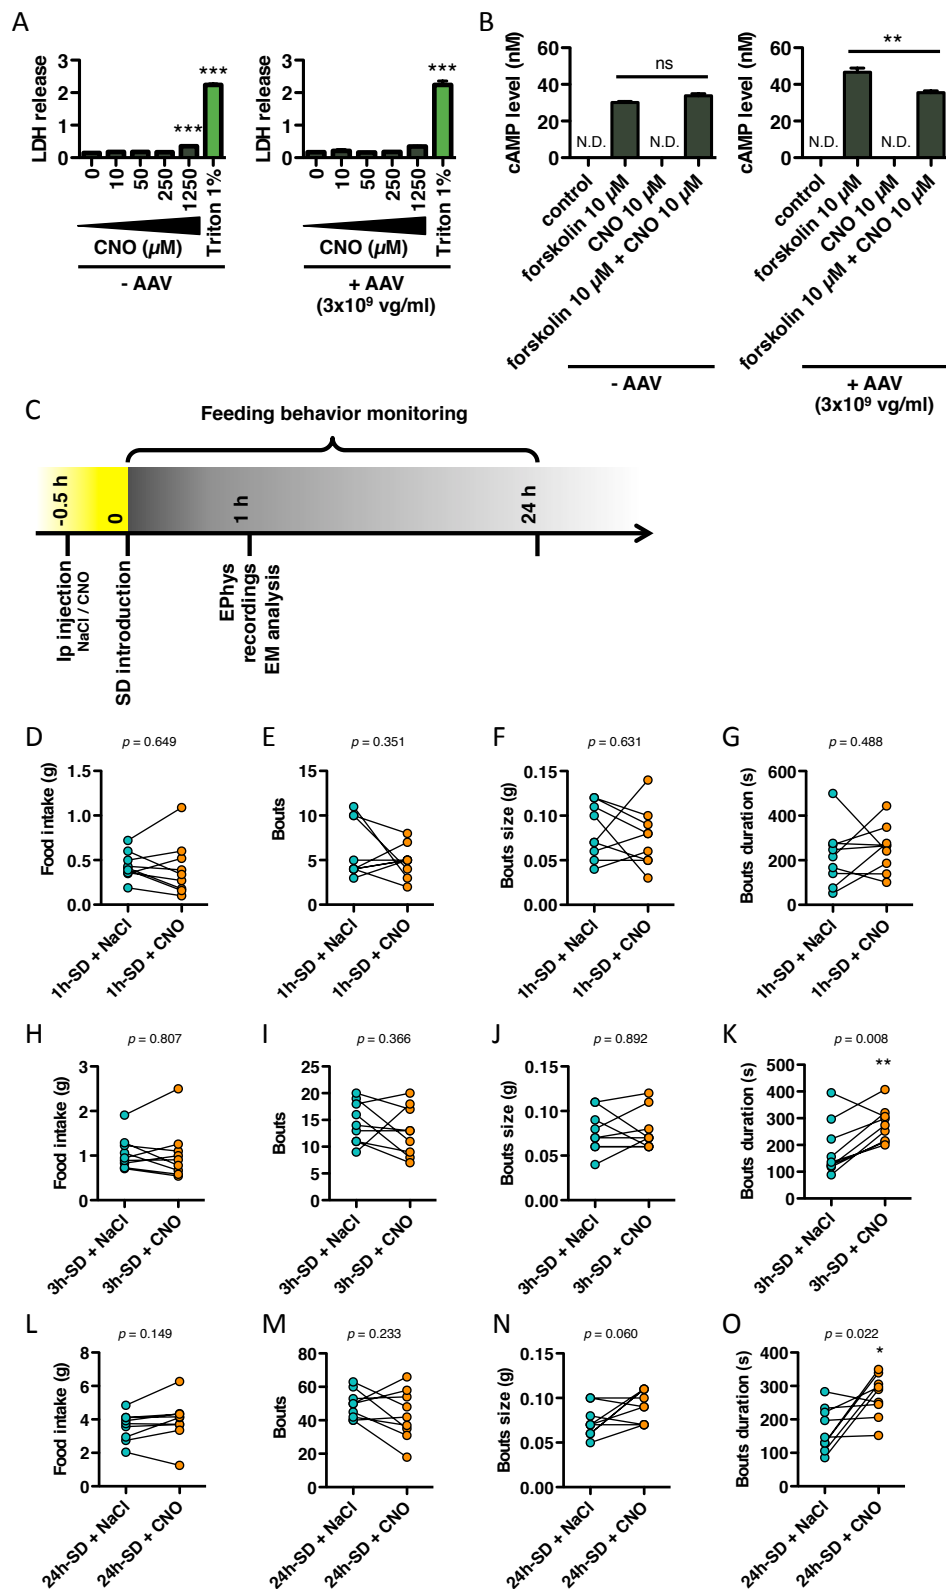 A
LDH release
3
2
1
0
***
***
0
10
50
250
1250
Triton 1%
CNO (µM)
- AAV
LDH release
3
2
1
0
***
0
10
50
250
1250
Triton 1%
CNO (µM)
+ AAV
(3x10⁹ vg/ml)
B
cAMP level (nM)
60
40
20
0
ns
N.D.
N.D.
control
forskolin 10 µM
CNO 10 µM
forskolin 10 µM + CNO 10 µM
- AAV
cAMP level (nM)
60
40
20
0
**
N.D.
N.D.
control
forskolin 10 µM
CNO 10 µM
forskolin 10 µM + CNO 10 µM
+ AAV
(3x10⁹ vg/ml)
C
Feeding behavior monitoring
-0.5 h
0
1 h
24 h
Ip injection
NaCl / CNO
SD introduction
EPhys
recordings
EM analysis
D
p = 0.649
Food intake (g)
1.5
1.0
0.5
0.0
1h-SD + NaCl
1h-SD + CNO
E
p = 0.351
Bouts
15
10
5
0
1h-SD + NaCl
1h-SD + CNO
F
p = 0.631
Bouts size (g)
0.15
0.10
0.05
0.00
1h-SD + NaCl
1h-SD + CNO
G
p = 0.488
Bouts duration (s)
600
400
200
0
1h-SD + NaCl
1h-SD + CNO
H
p = 0.807
Food intake (g)
3
2
1
0
3h-SD + NaCl
3h-SD + CNO
I
p = 0.366
Bouts
25
20
15
10
5
0
3h-SD + NaCl
3h-SD + CNO
J
p = 0.892
Bouts size (g)
0.15
0.10
0.05
0.00
3h-SD + NaCl
3h-SD + CNO
K
p = 0.008
**
Bouts duration (s)
500
400
300
200
100
0
3h-SD + NaCl
3h-SD + CNO
L
p = 0.149
Food intake (g)
8
6
4
2
0
24h-SD + NaCl
24h-SD + CNO
M
p = 0.233
Bouts
80
60
40
20
0
24h-SD + NaCl
24h-SD + CNO
N
p = 0.060
Bouts size (g)
0.15
0.10
0.05
0.00
24h-SD + NaCl
24h-SD + CNO
O
p = 0.022
*
Bouts duration (s)
400
300
200
100
0
24h-SD + NaCl
24h-SD + CNO